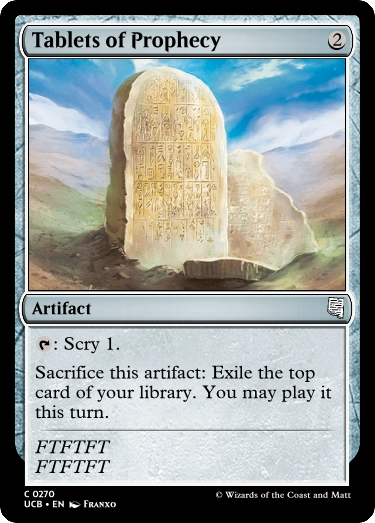 Tablets of Prophecy 2
Artifact
: Scry 1.
Sacrifice this artifact: Exile the top
card of your library. You may play it
this turn.
FTFTFT
FTFTFT
C 0270
UCB • EN Franxo
© Wizards of the Coast and Matt